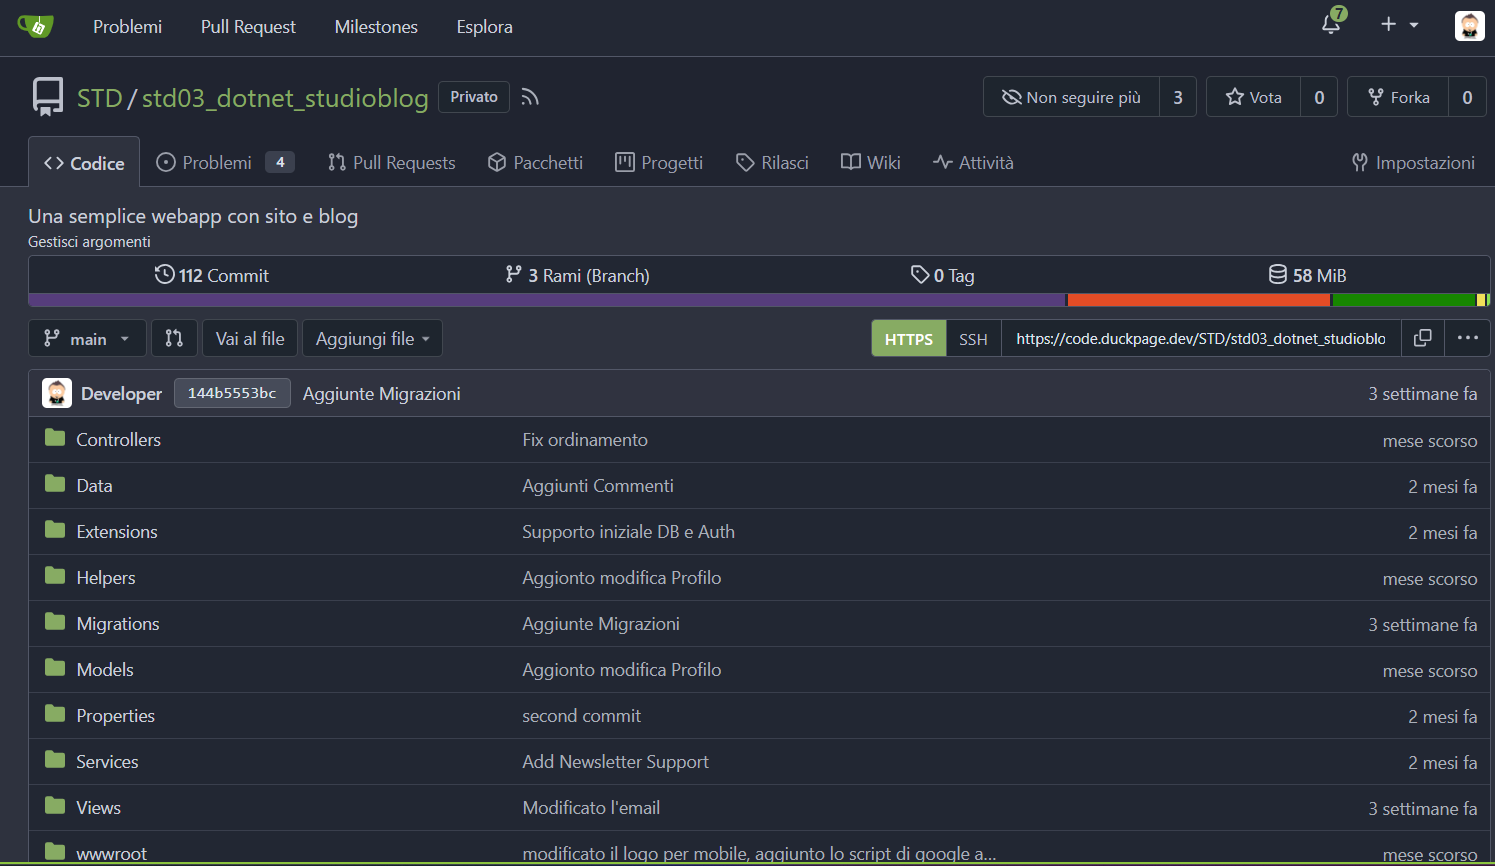 Problemi Pull Request Milestones Esplora 7
STD / std03_dotnet_studioblog Privato Non seguire più 3 Vota 0 Forka 0
Codice Problemi 4 Pull Requests Pacchetti Progetti Rilasci Wiki Attività Impostazioni
Una semplice webapp con sito e blog
Gestisci argomenti
112 Commit 3 Rami (Branch) 0 Tag 58 MiB
main Vai al file Aggiungi file HTTPS SSH https://code.duckpage.dev/STD/std03_dotnet_studioblo
Developer 144b5553bc Aggiunte Migrazioni 3 settimane fa
Controllers Fix ordinamento mese scorso
Data Aggiunti Commenti 2 mesi fa
Extensions Supporto iniziale DB e Auth 2 mesi fa
Helpers Aggionto modifica Profilo mese scorso
Migrations Aggiunte Migrazioni 3 settimane fa
Models Aggionto modifica Profilo mese scorso
Properties second commit 2 mesi fa
Services Add Newsletter Support 2 mesi fa
Views Modificato l'email 3 settimane fa
wwwroot modificato il logo per mobile, aggiunto lo script di google a... mese scorso